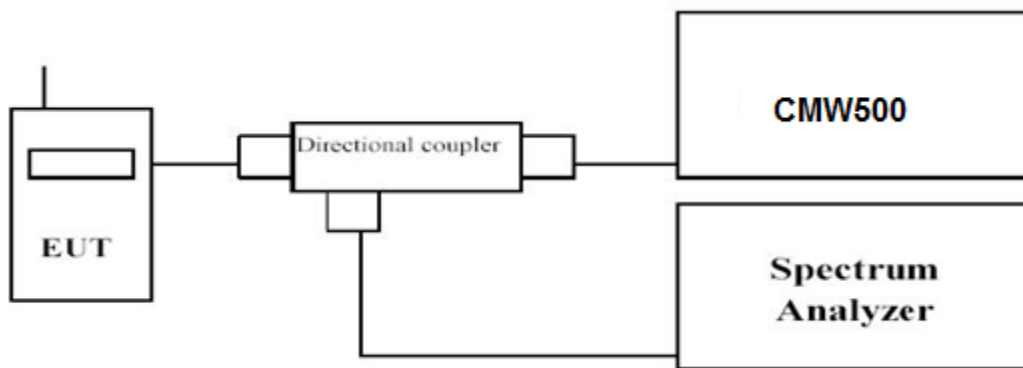 CMW500
Directional coupler
EUT
Spectrum
Analyzer